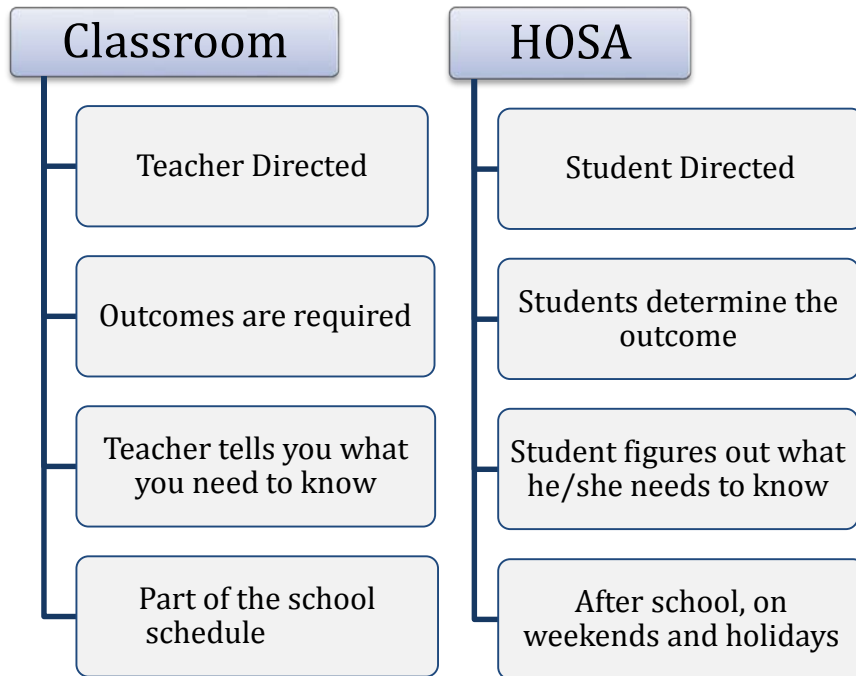 Classroom
Teacher Directed
Outcomes are required
Teacher tells you what
you need to know
Part of the school
schedule
HOSA
Student Directed
Students determine the
outcome
Student figures out what
he/she needs to know
After school, on
weekends and holidays